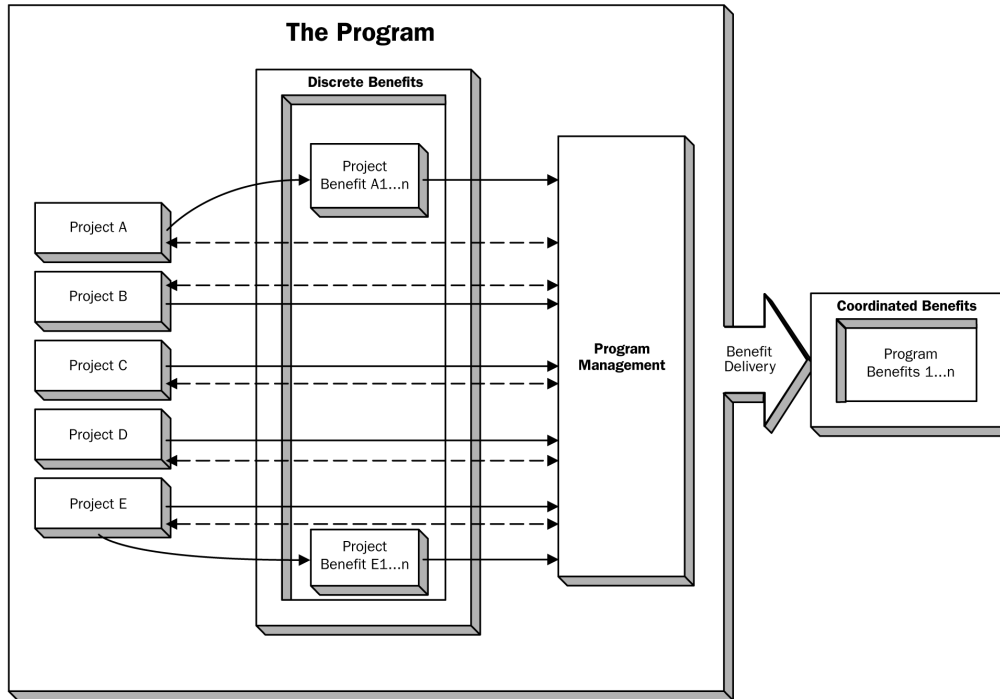 The Program
Discrete Benefits
Project
Benefit A1...n
Project A
Project B
Project C
Project D
Project E
Project
Benefit E1...n
Program
Management
Benefit
Delivery
Coordinated Benefits
Program
Benefits 1...n